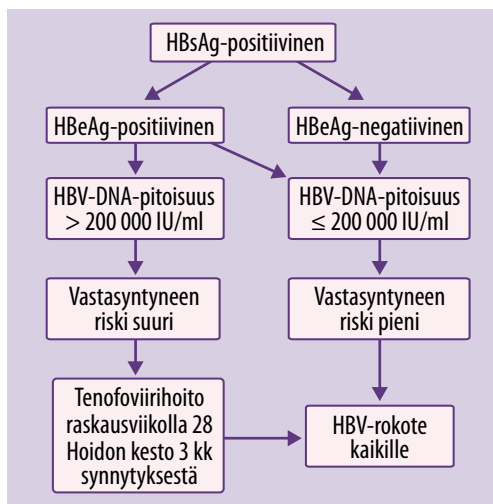 HBsAg-positiivinen
HBeAg-positiivinen
HBeAg-negatiivinen
HBV-DNA-pitoisuus
> 200 000 IU/ml
HBV-DNA-pitoisuus
≤ 200 000 IU/ml
Vastasyntyneen
riski suuri
Vastasyntyneen
riski pieni
Tenofoviirihoito
raskausviikolla 28
Hoidon kesto 3 kk
synnytyksestä
HBV-rokote
kaikille